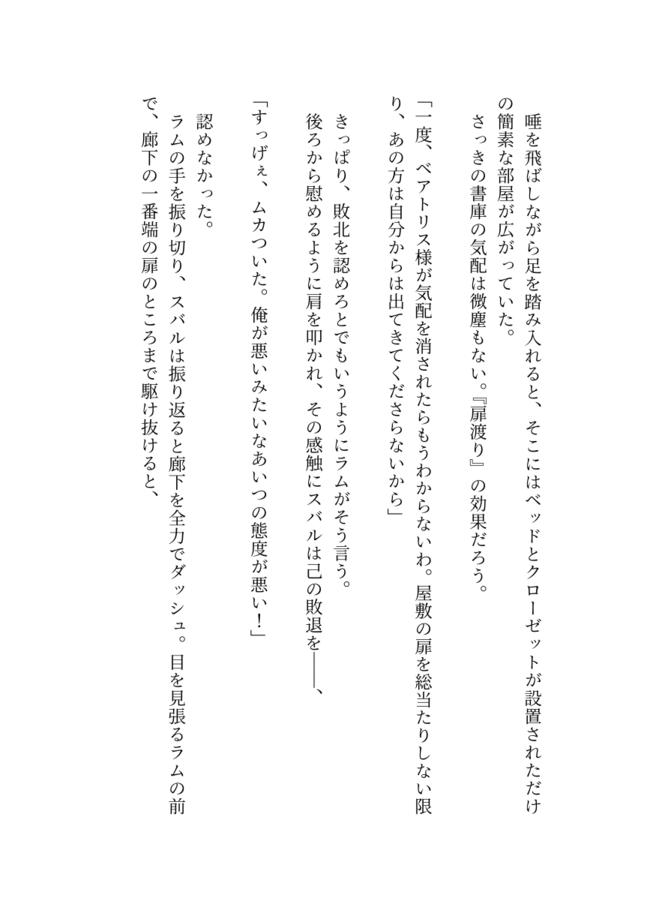 唾を飛ばしながら足を踏み入れると、そこにはベッドとクローゼットが設置されただけ
の簡素な部屋が広がっていた。
さっきの書庫の気配は微塵もない。『扉渡り』の効果だろう。
「一度、ベアトリス様が気配を消されたらもうわからないわ。屋敷の扉を総当たりしない限
り、あの方は自分からは出てきてくださらないから」
きっぱり、敗北を認めろとでもいうようにラムがそう言う。
後ろから慰めるように肩を叩かれ、その感触にスバルは己の敗退を――、
「すっげぇ、ムカついた。俺が悪いみたいなあいつの態度が悪い！」
認めなかった。
ラムの手を振り切り、スバルは振り返ると廊下を全力でダッシュ。目を見張るラムの前
で、廊下の一番端の扉のところまで駆け抜けると、